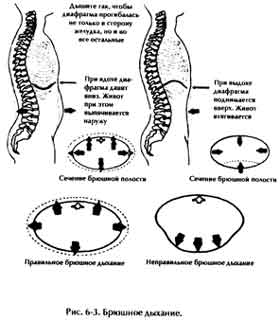 Дышите так, чтобы
диафрагма прогибалась
не только в сторону
желудка, но и во
все остальные
При вдохе диа-
фрагма давит
вниз. Живот
при этом
выпячивается
наружу
При выдохе
диафрагма
поднимается
вверх. Живот
втягивается
Сечение брюшной полости
Сечение брюшной полости
Правильное брюшное дыхание
Неправильное брюшное дыхание
Рис. 6-3. Брюшное дыхание.